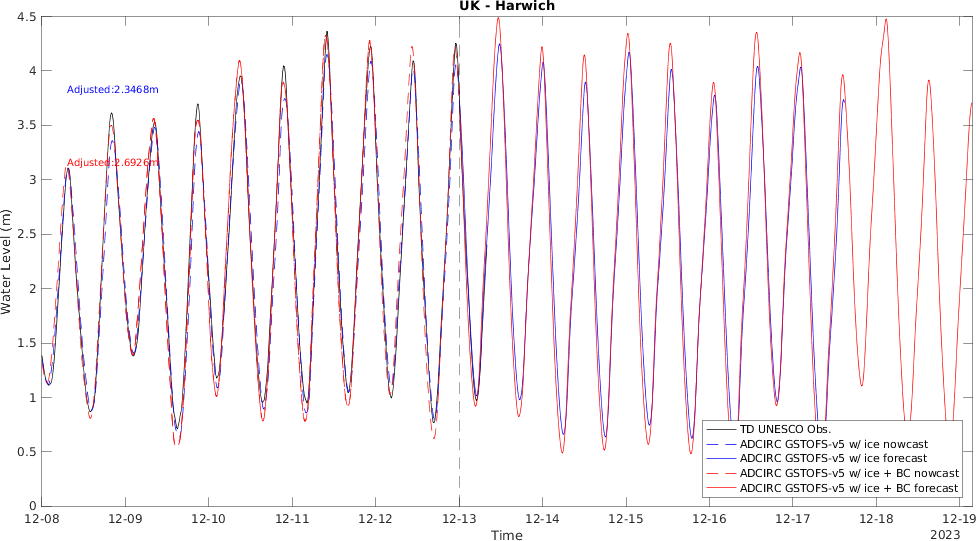 UK - Harwich
4.5
4
3.5
3
2.5
2
1.5
1
0.5
0
Water Level (m)
Adjusted:2.3468m
Adjusted:2.6926m
TD UNESCO Obs.
ADCIRC GSTOFS-v5 w/ ice nowcast
ADCIRC GSTOFS-v5 w/ ice forecast
ADCIRC GSTOFS-v5 w/ ice + BC nowcast
ADCIRC GSTOFS-v5 w/ ice + BC forecast
12-08 12-09 12-10 12-11 12-12 12-13 12-14 12-15 12-16 12-17 12-18 12-19
Time
2023